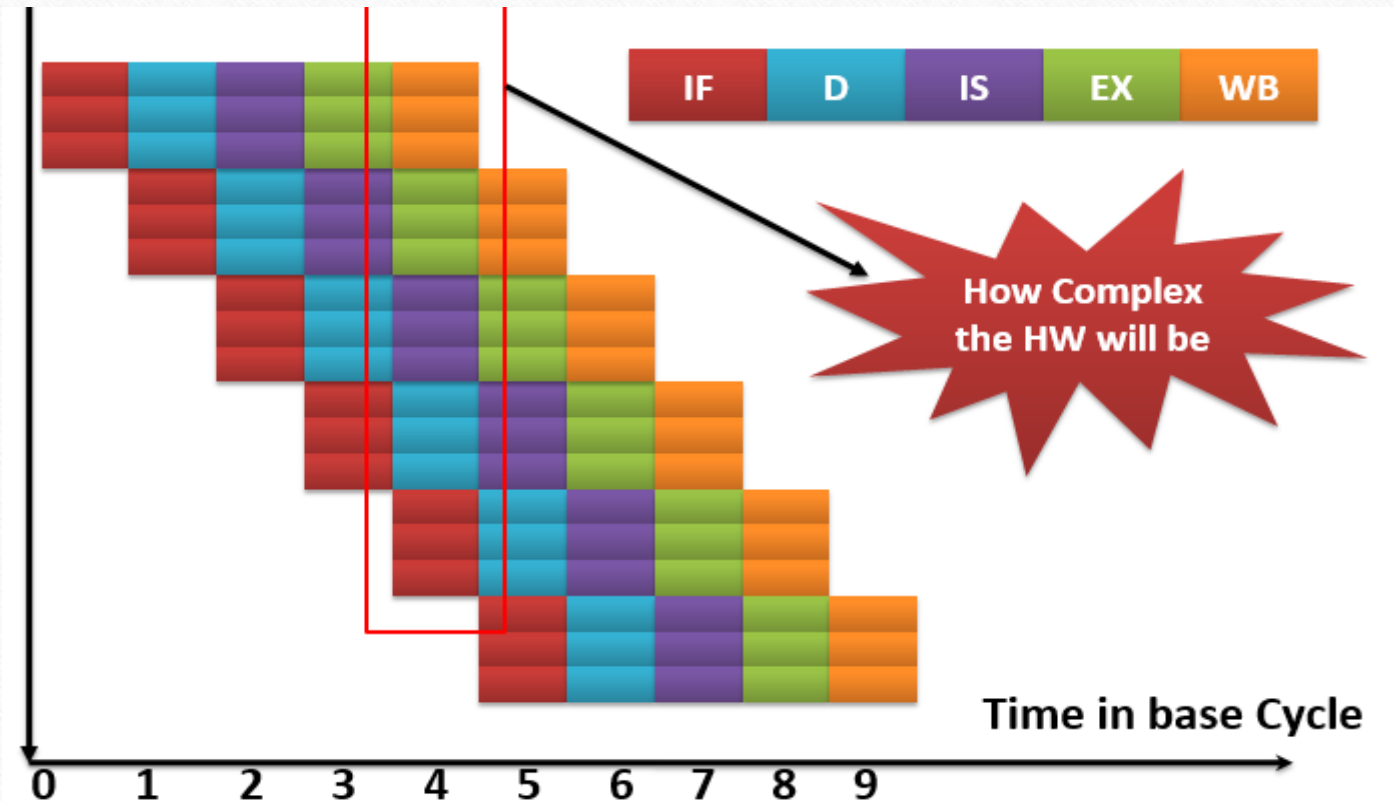 IF D IS EX WB
How Complex
the HW will be
Time in base Cycle
0 1 2 3 4 5 6 7 8 9